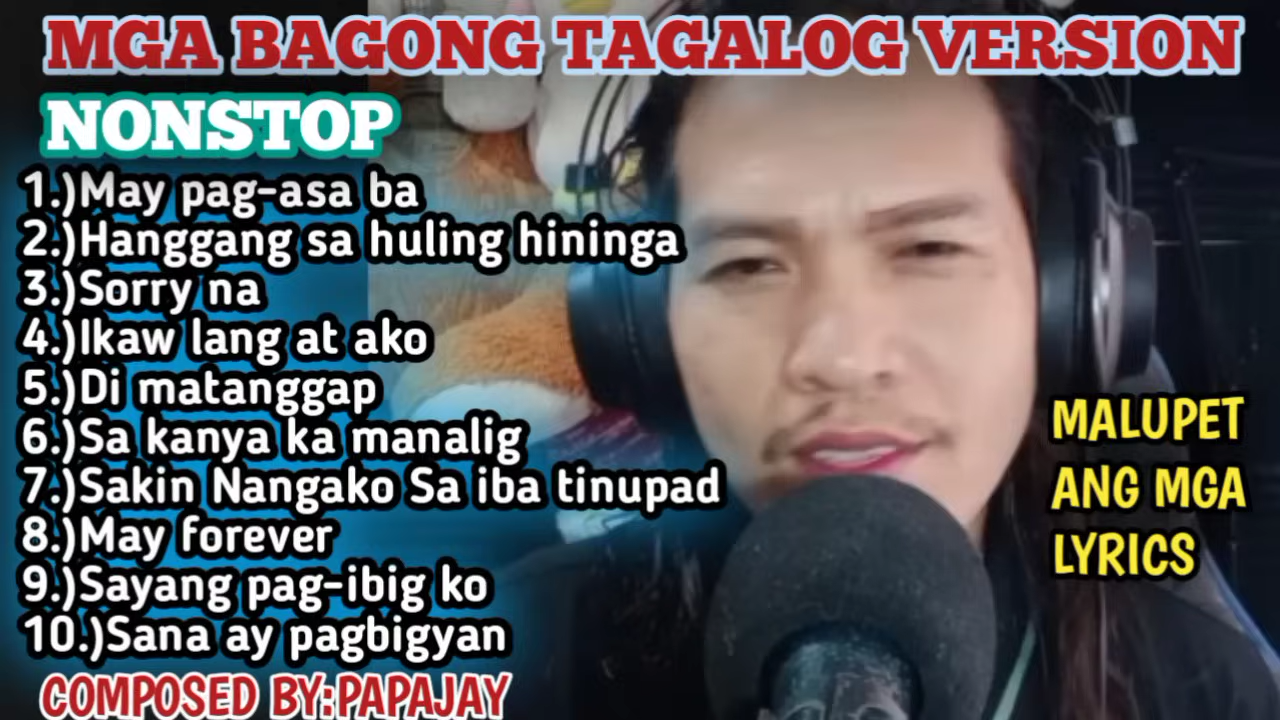 MGA BAGONG TAGALOG VERSION
NONSTOP
1.)May pag-asa ba
2.)Hanggang sa huling hininga
3.)Sorry na
4.)Ikaw lang at ako
5.)Di matanggap
6.)Sa kanya ka manalig
7.)Sakin Nangako Sa iba tinupad
8.)May forever
9.)Sayang pag-ibig ko
10.)Sana ay pagbigyan
COMPOSED BY:PAPAJAY
MALUPET
ANG MGA
LYRICS